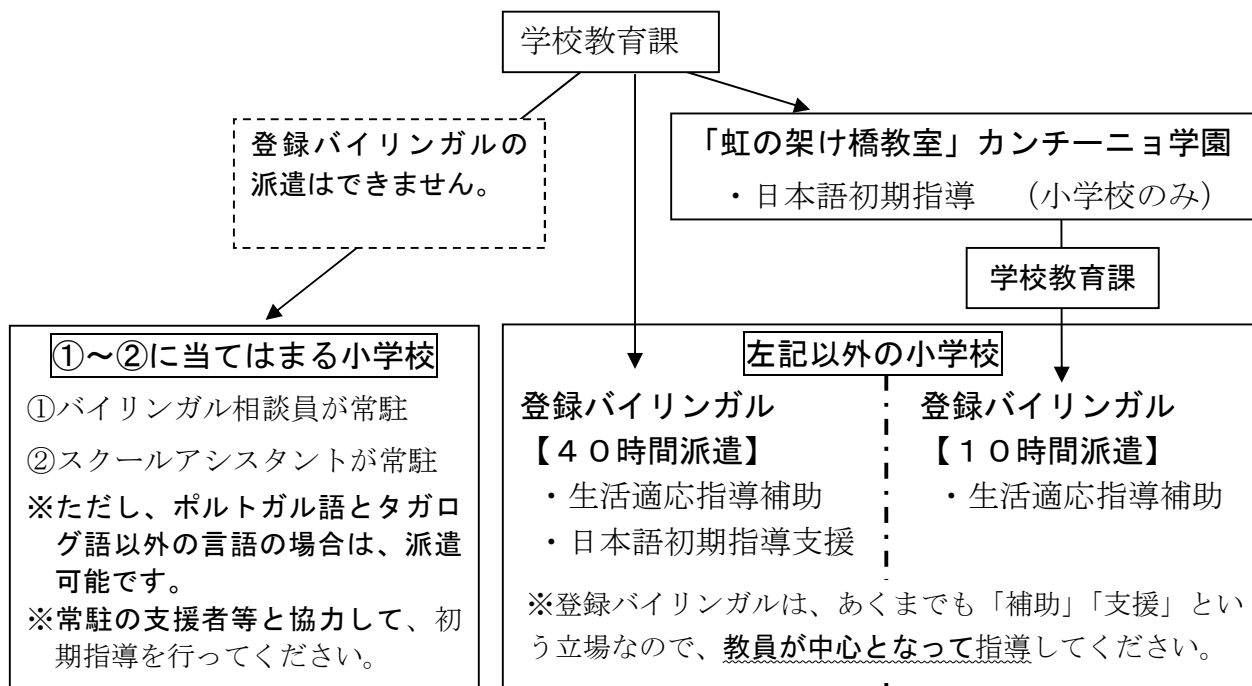 学校教育課
登録バイリンガルの
派遣はできません。
「虹の架け橋教室」カンチーニョ学園
・日本語初期指導　（小学校のみ）
学校教育課
①～②に当てはまる小学校
①バイリンガル相談員が常駐
②スクールアシスタントが常駐
※ただし、ポルトガル語とタガロ
グ語以外の言語の場合は、派遣
可能です。
※常駐の支援者等と協力して、初
期指導を行ってください。
左記以外の小学校
登録バイリンガル
【４０時間派遣】
・生活適応指導補助
・日本語初期指導支援
登録バイリンガル
【１０時間派遣】
・生活適応指導補助
※登録バイリンガルは、あくまでも「補助」「支援」とい
う立場なので、教員が中心となって指導してください。